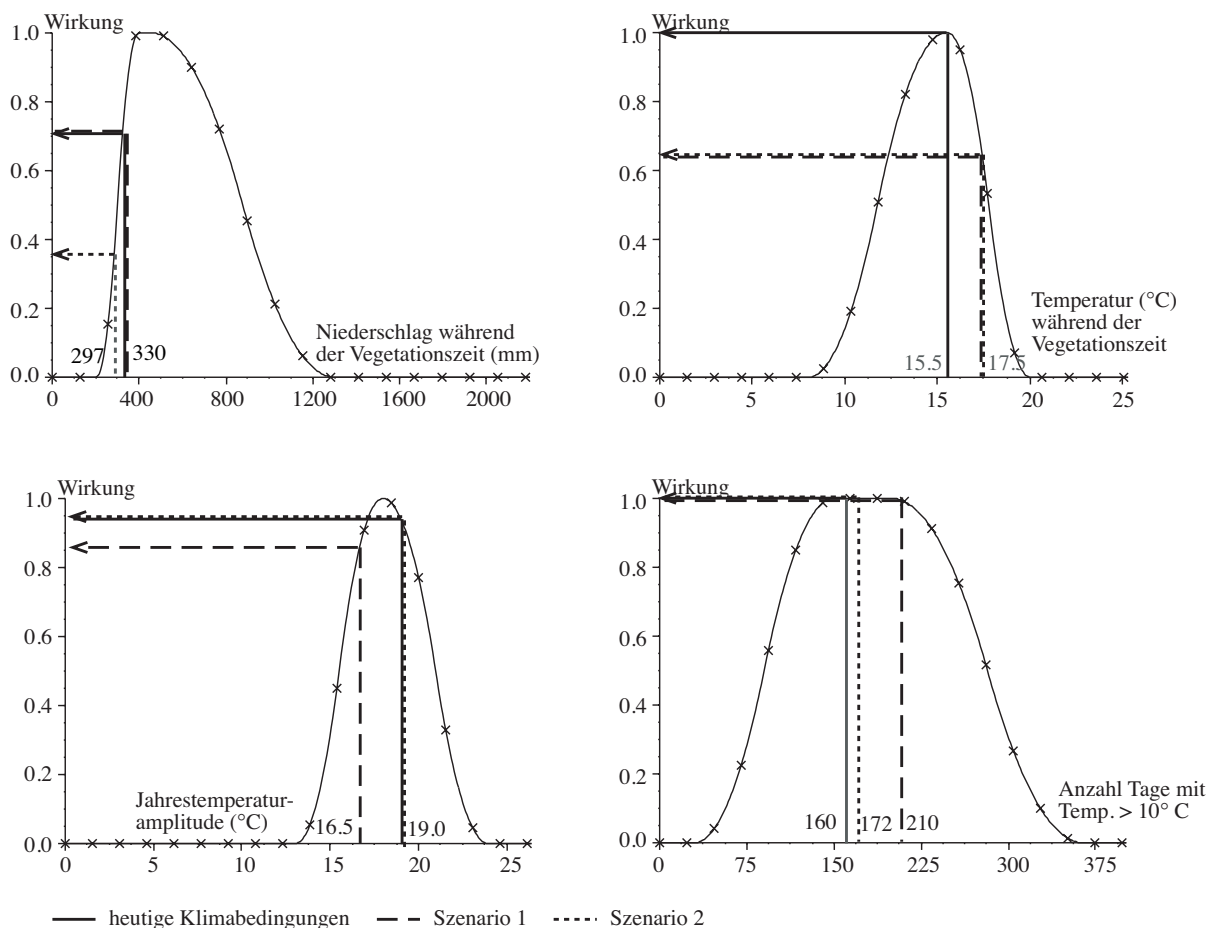 Wirkung
1.0
0.8
0.6
0.4
0.2
0.0
297
330
Niederschlag während
der Vegetationszeit (mm)
0 400 800 1200 1600 2000
Wirkung
1.0
0.8
0.6
0.4
0.2
0.0
Temperatur (°C)
während der
Vegetationszeit
15.5
17.5
0 5 10 15 20 25
Wirkung
1.0
0.8
0.6
0.4
0.2
0.0
Jahrestemperatur-
amplitude (°C)
16.5
19.0
0 5 10 15 20 25
Wirkung
1.0
0.8
0.6
0.4
0.2
0.0
160
172
210
Anzahl Tage mit
Temp. > 10° C
0 75 150 225 300 375
heutige Klimabedingungen Szenario 1 Szenario 2